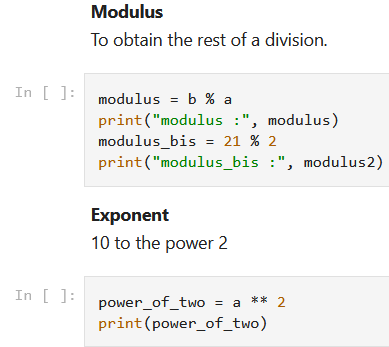 Modulus
To obtain the rest of a division.
In [ ]:
modulus = b % a
print("modulus :", modulus)
modulus_bis = 21 % 2
print("modulus_bis :", modulus2)
Exponent
10 to the power 2
In [ ]:
power_of_two = a ** 2
print(power_of_two)